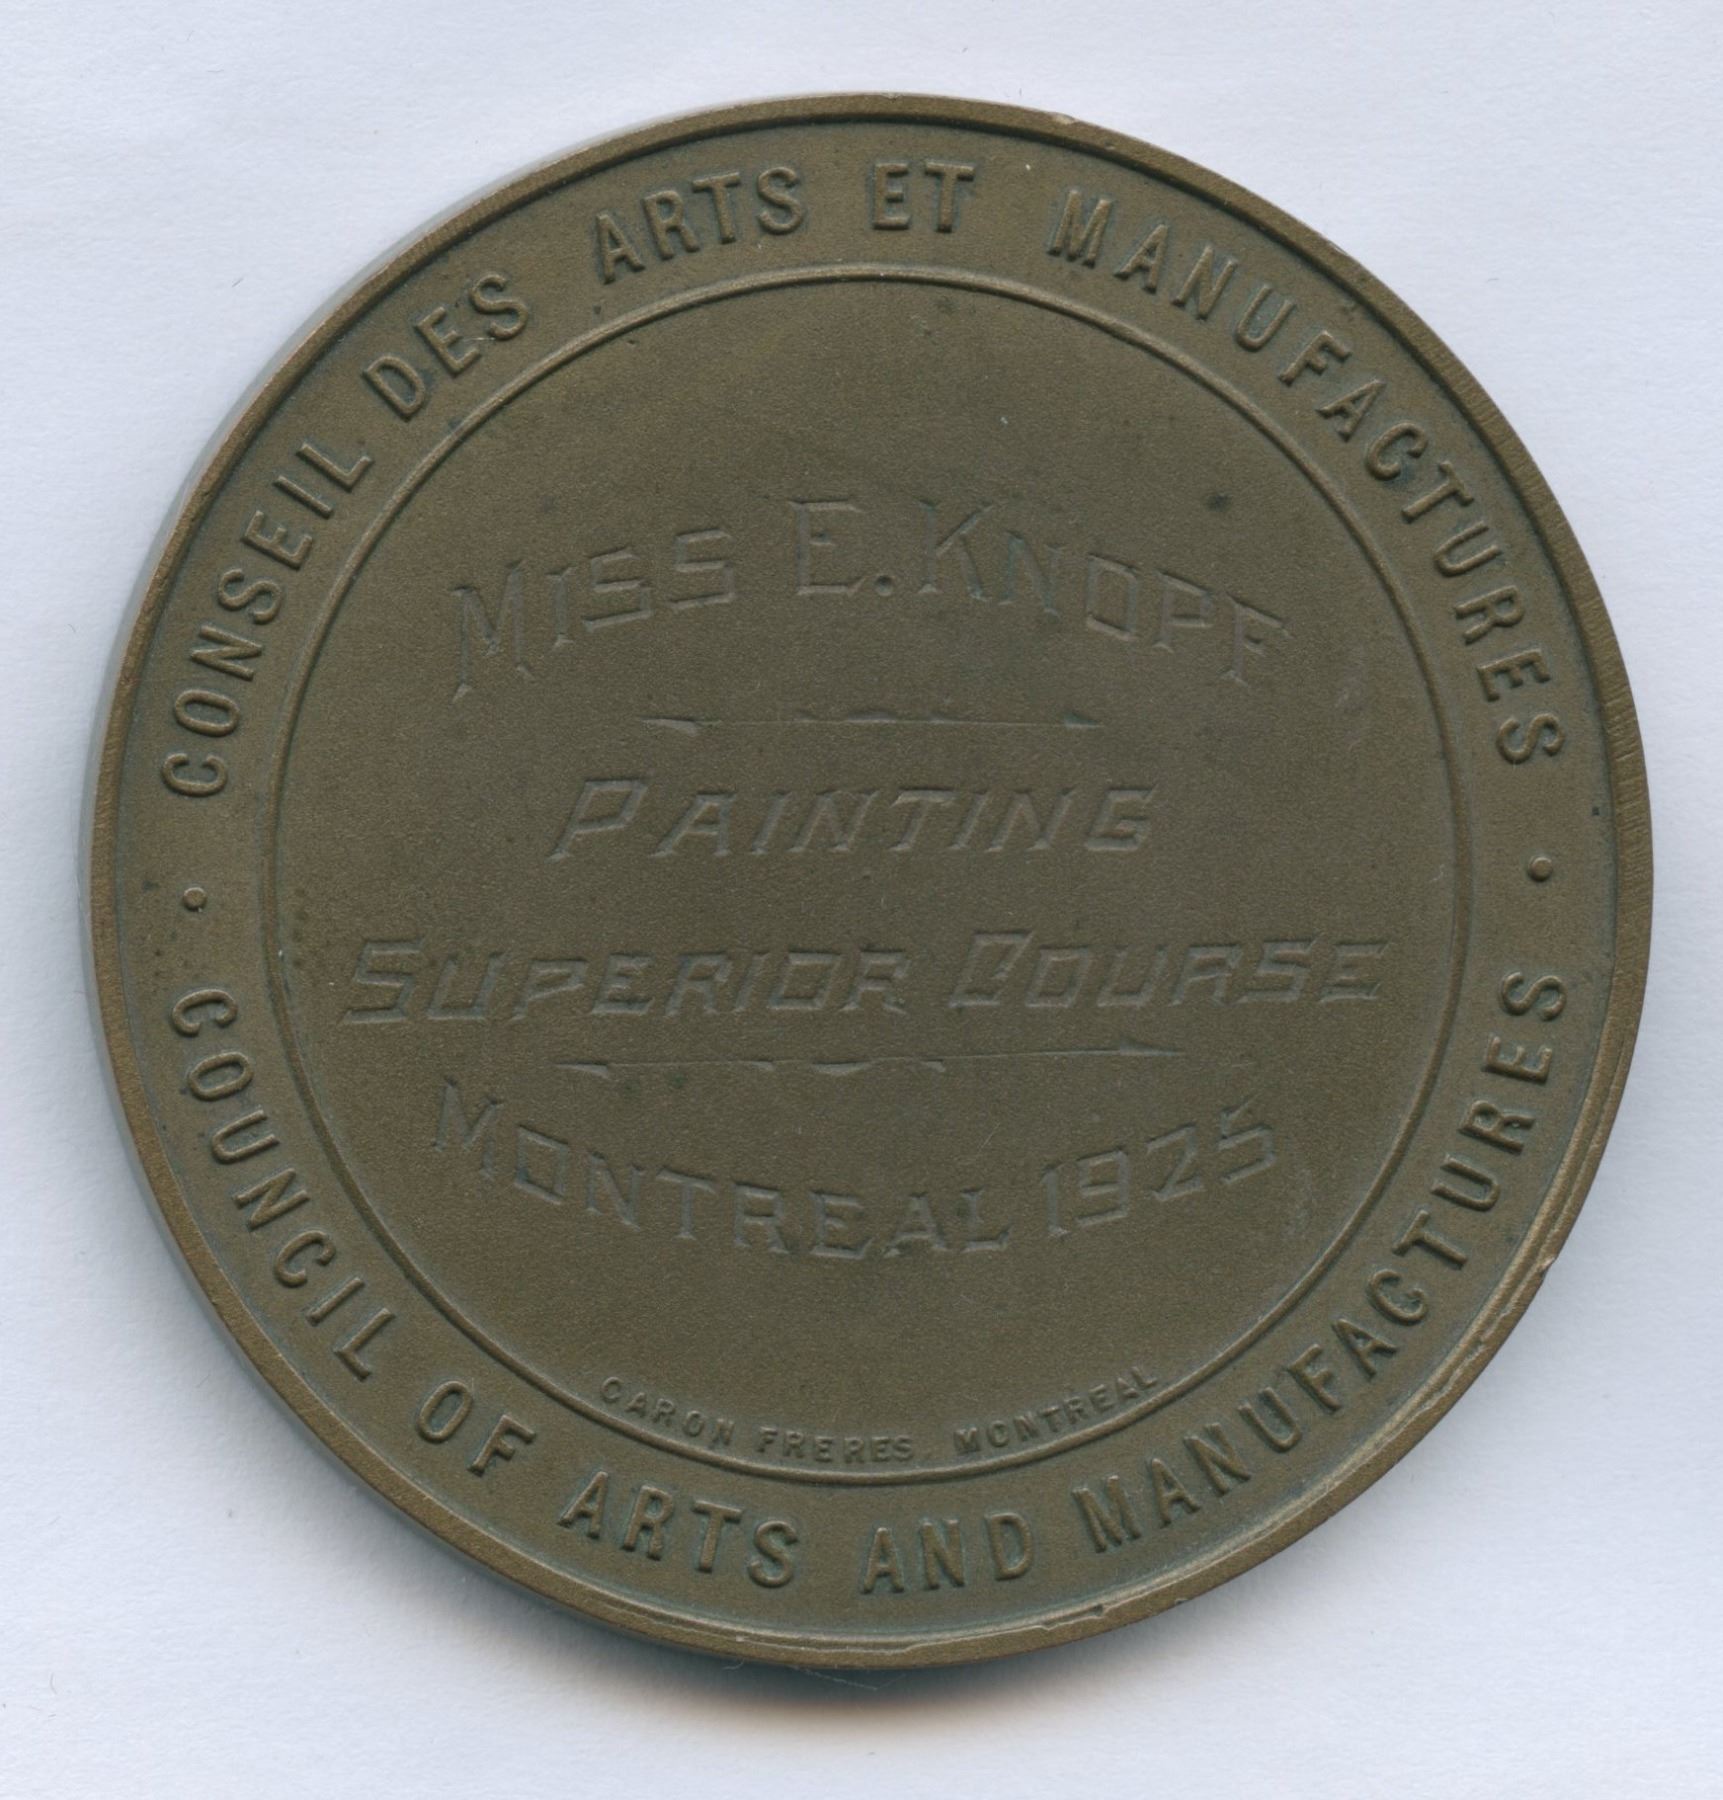 CONSEIL DES ARTS ET MANUFACTURES
MISS E. KNOPF
PAINTING
SUPERIOR COURSE
MONTREAL 1925
CARON FRERES. MONTREAL
COUNCIL OF ARTS AND MANUFACTURES